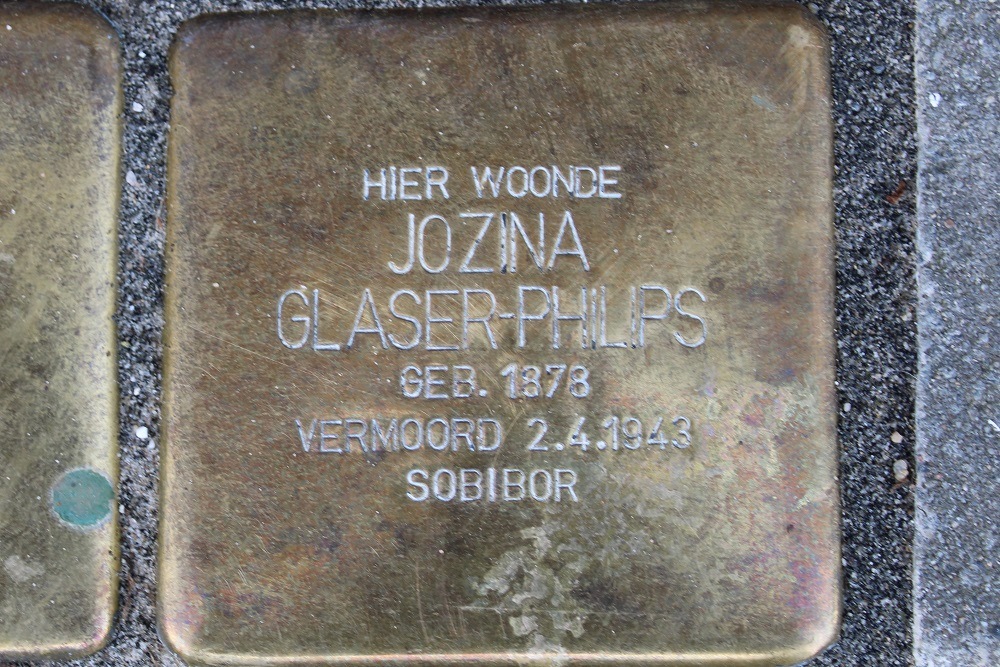 HIER WOONDE
JOZINA
GLASER-PHILIPS
GEB. 1878
VERMOORD 2.4.1943
SOBIBOR